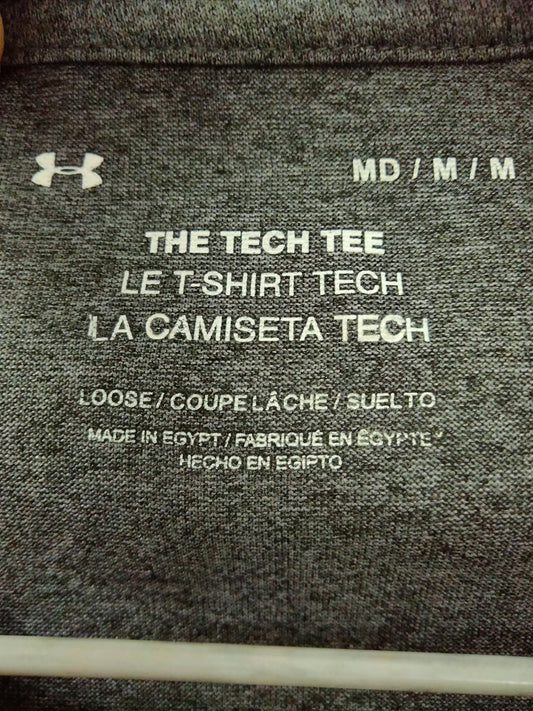 MD / M / M
THE TECH TEE
LE T-SHIRT TECH
LA CAMISETA TECH
LOOSE / COUPE LÂCHE / SUELTO
MADE IN EGYPT / FABRIQUÉ EN ÉGYPTE /
HECHO EN EGIPTO